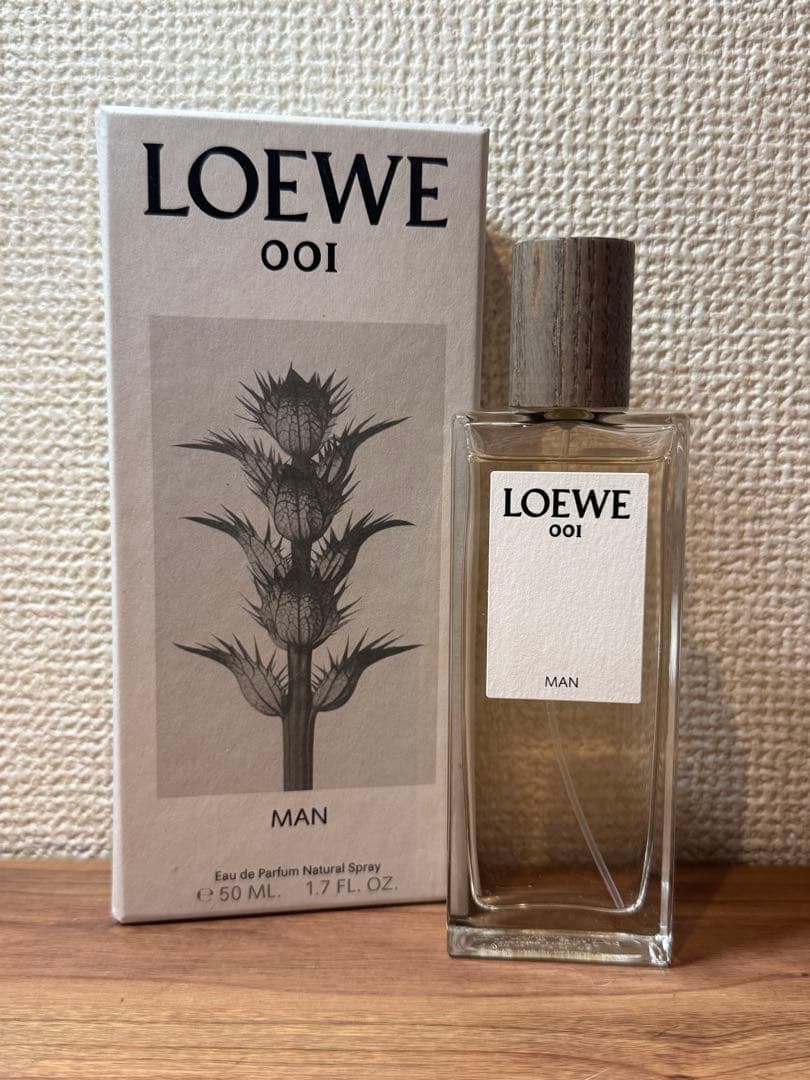 LOEWE
001
MAN
Eau de Parfum Natural Spray
℮ 50 ML. 1.7 FL. OZ.
LOEWE
001
MAN